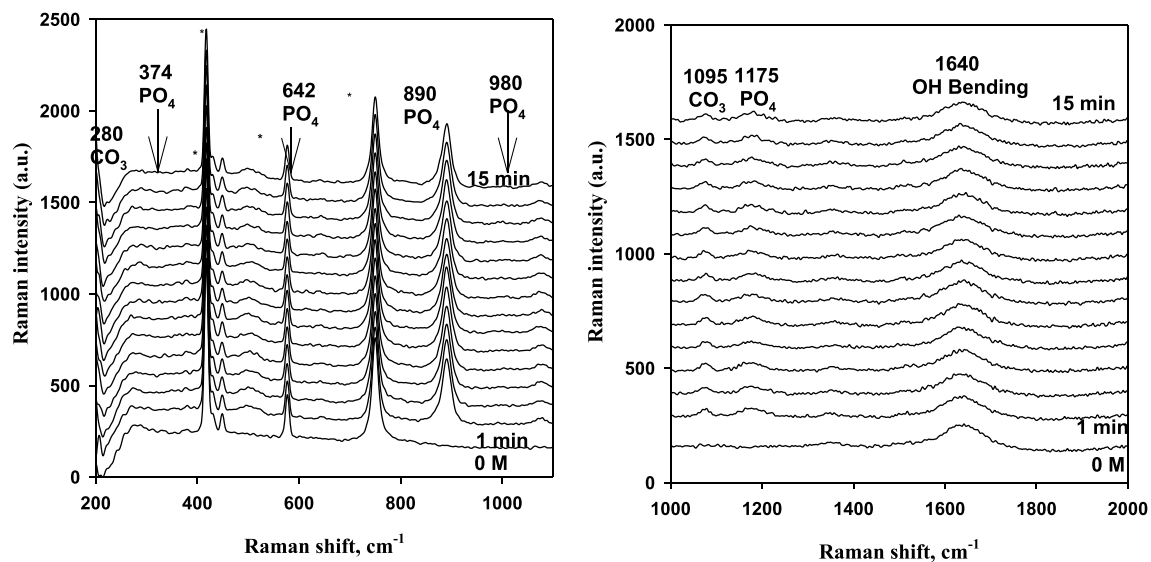 2500
2000
1500
1000
500
0
Raman intensity (a.u.)
*
374
PO4
280
CO3
*
*
642
PO4
*
890
PO4
980
PO4
15 min
1 min
0 M
200
400
600
800
1000
Raman shift, cm-1
2000
1500
1000
500
0
Raman intensity (a.u.)
1095
CO3
1175
PO4
1640
OH Bending
15 min
1 min
0 M
1000
1200
1400
1600
1800
2000
Raman shift, cm-1